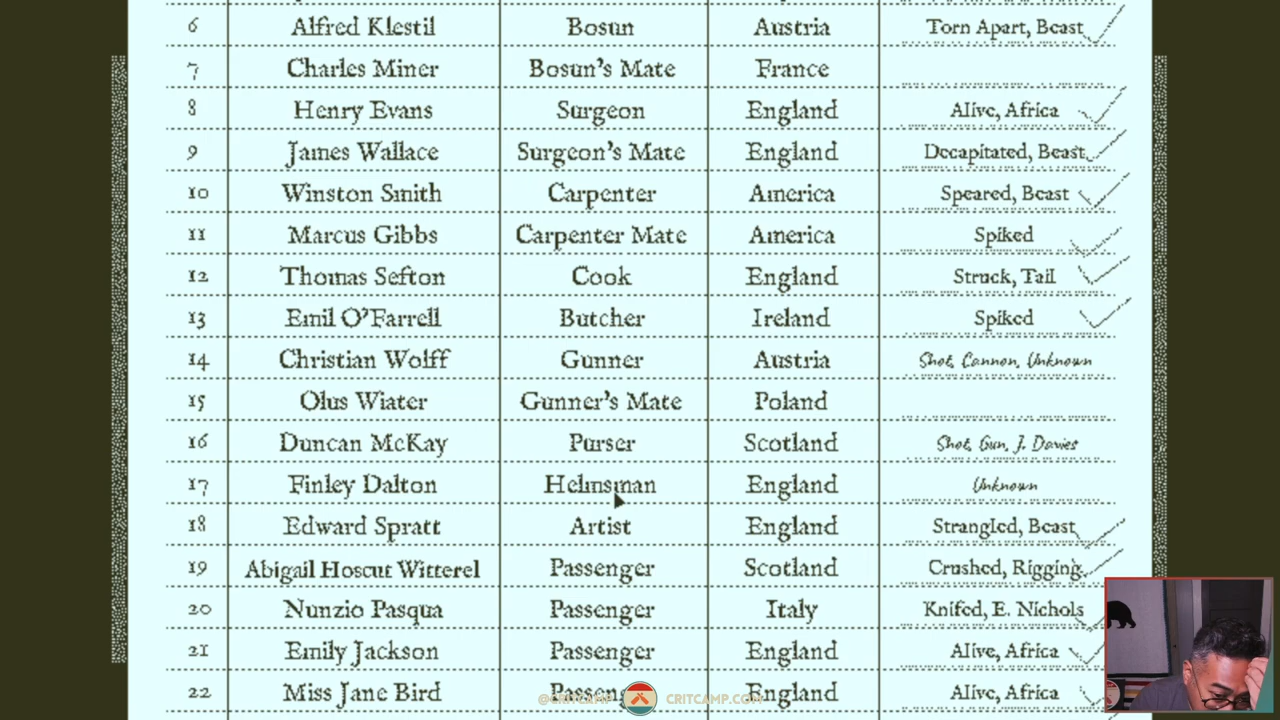 6 Alfred Klestil Bosun Austria Torn Apart, Beast
7 Charles Miner Bosun's Mate France
8 Henry Evans Surgeon England Alive, Africa
9 James Wallace Surgeon's Mate England Decapitated, Beast
10 Winston Smith Carpenter America Speared, Beast
11 Marcus Gibbs Carpenter Mate America Spiked
12 Thomas Sefton Cook England Struck, Tail
13 Emil O'Farrell Butcher Ireland Spiked
14 Christian Wolff Gunner Austria Shot, Cannon, Unknown
15 Olus Wiater Gunner's Mate Poland
16 Duncan McKay Purser Scotland Shot, Gun, J. Davies
17 Finley Dalton Helmsman England Unknown
18 Edward Spratt Artist England Strangled, Beast
19 Abigail Hoscut Witterel Passenger Scotland Crushed, Rigging
20 Nunzio Pasqua Passenger Italy Knifed, E. Nichols
21 Emily Jackson Passenger England Alive, Africa
22 Miss Jane Bird England Alive, Africa
@CRITCAMP CRITCAMP.COM